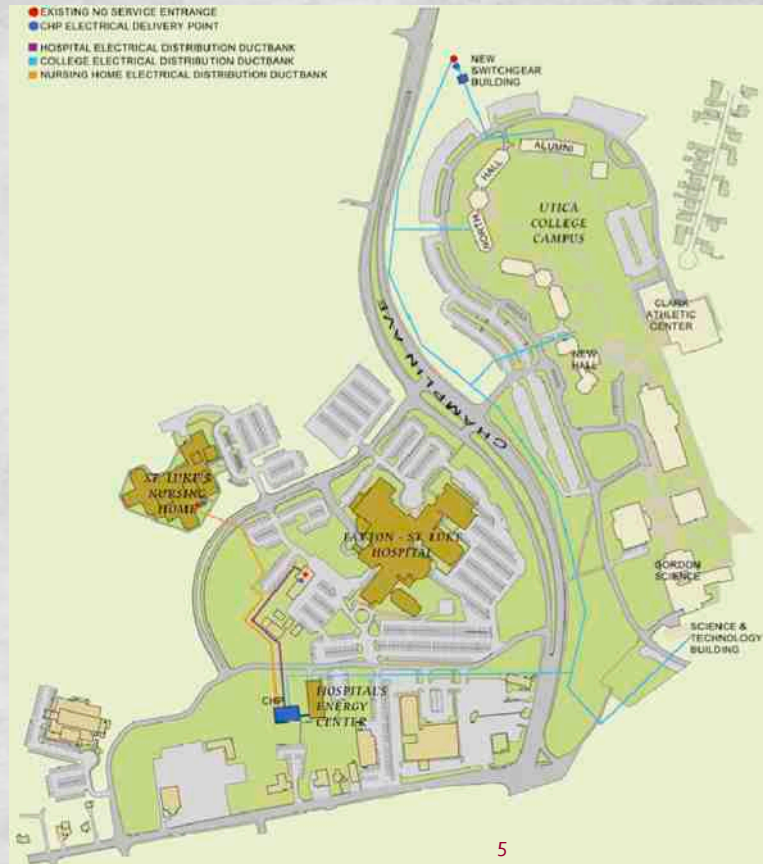 EXISTING NG SERVICE ENTRANCE
CHP ELECTRICAL DELIVERY POINT
HOSPITAL ELECTRICAL DISTRIBUTION DUCTBANK
COLLEGE ELECTRICAL DISTRIBUTION DUCTBANK
NURSING HOME ELECTRICAL DISTRIBUTION DUCTBANK
NEW
SWITCHGEAR
BUILDING
ALUMNI
HALL
NORTH
UTICA
COLLEGE
CAMPUS
CLARK
ATHLETIC
CENTER
NEW
HALL
CHAMPLIN AVE
ST. LUKE'S
NURSING
HOME
FAXTON - ST. LUKE
HOSPITAL
GORDON
SCIENCE
SCIENCE &
TECHNOLOGY
BUILDING
CHP
HOSPITAL'S
ENERGY
CENTER
5